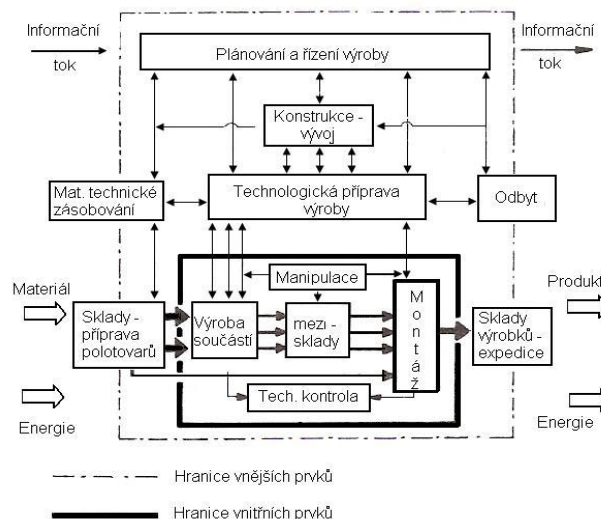 Informační
tok
Informační
tok
Plánování a řízení výroby
Konstrukce -
vývoj
Mat. technické
zásobování
Technologická příprava
výroby
Odbyt
Materiál
Manipulace
Produkt
Sklady -
příprava
polotovarů
Výroba
součástí
mezi -
sklady
M
o
n
t
á
ž
Sklady
výrobků -
expedice
Tech. kontrola
Energie
Energie
Hranice vnějších prvků
Hranice vnitřních prvků